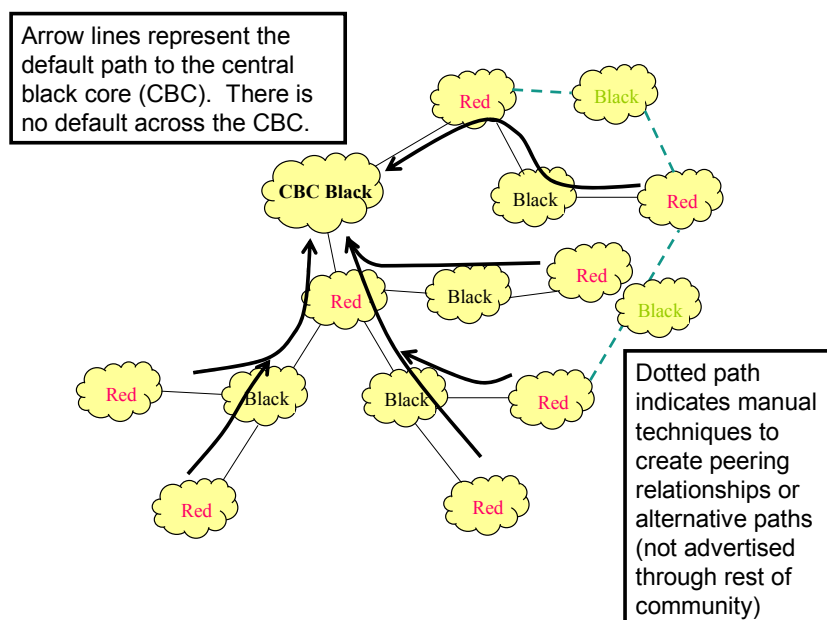 Arrow lines represent the
default path to the central
black core (CBC).  There is
no default across the CBC.
Red
Black
CBC Black
Black
Red
Red
Black
Red
Black
Red
Black
Black
Red
Red
Red
Dotted path
indicates manual
techniques to
create peering
relationships or
alternative paths
(not advertised
through rest of
community)